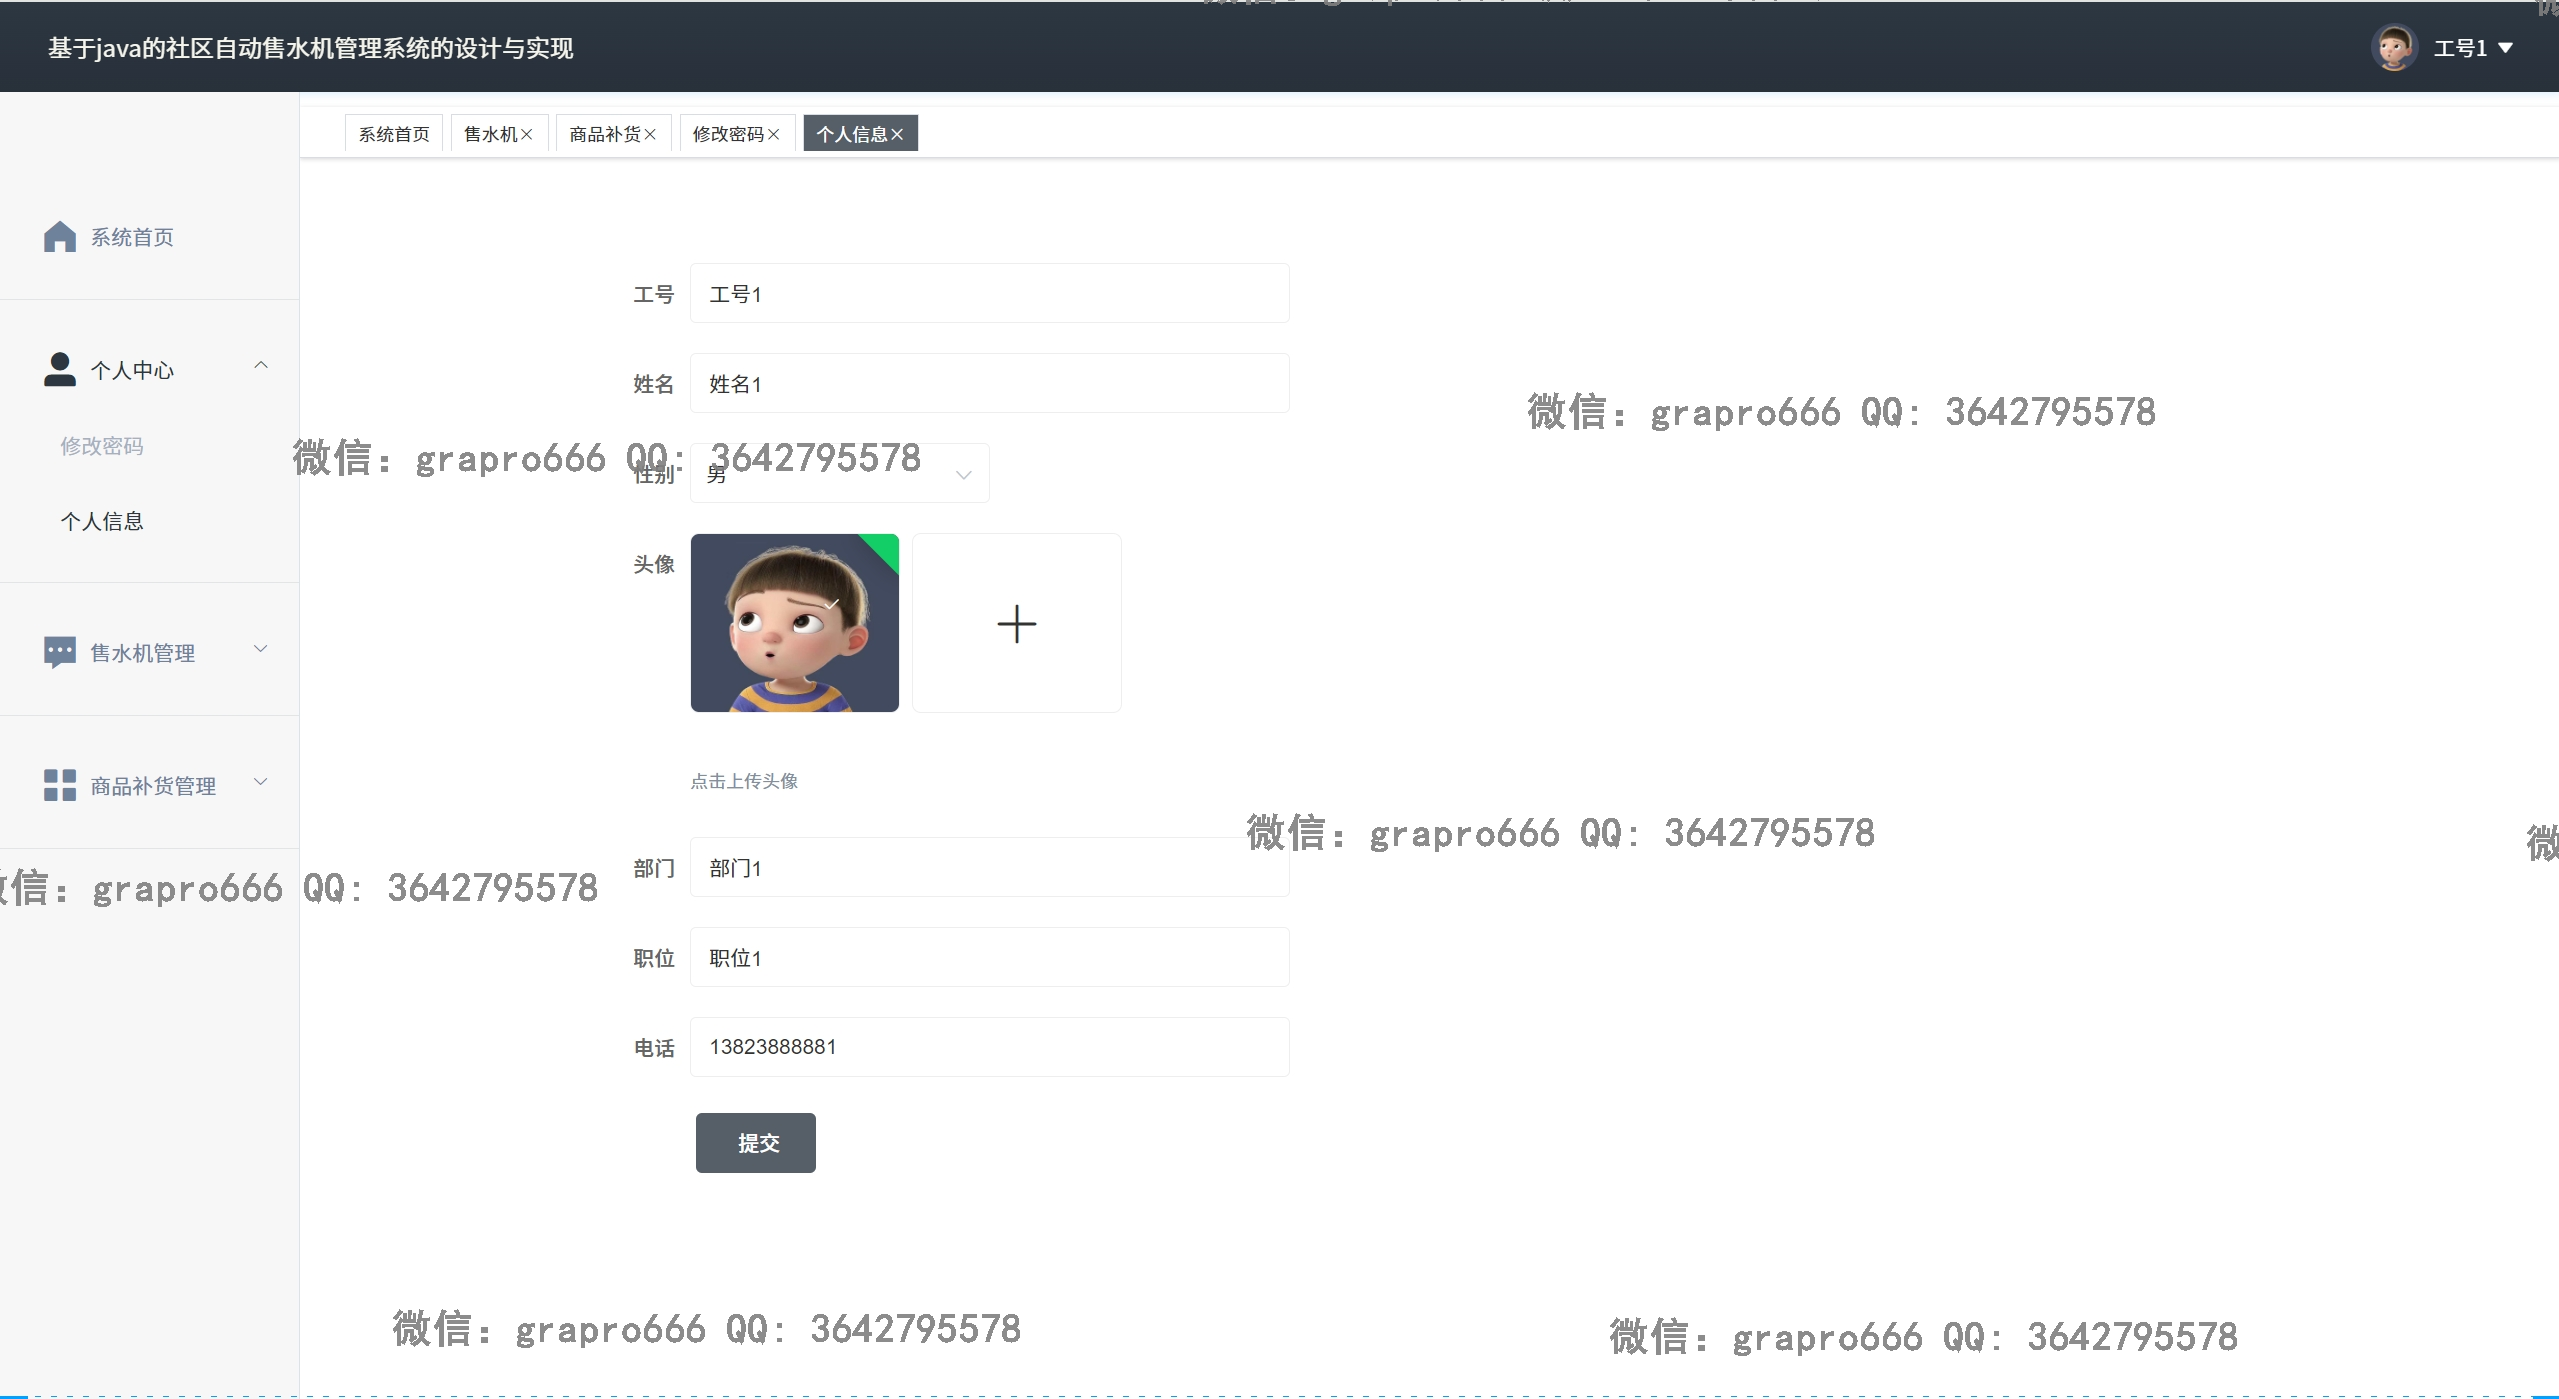 基于java的社区自动售水机管理系统的设计与实现
工号1
系统首页
售水机
商品补货
修改密码
个人信息
系统首页
个人中心
修改密码
个人信息
售水机管理
商品补货管理
工号 工号1
姓名 姓名1
微信: grapro666 QQ: 3642795578
微信: grapro666 QQ: 3642795578
性别 男
头像
点击上传头像
微信: grapro666 QQ: 3642795578
部门 部门1
信: grapro666 QQ: 3642795578
职位 职位1
电话 13823888881
提交
微信: grapro666 QQ: 3642795578
微信: grapro666 QQ: 3642795578